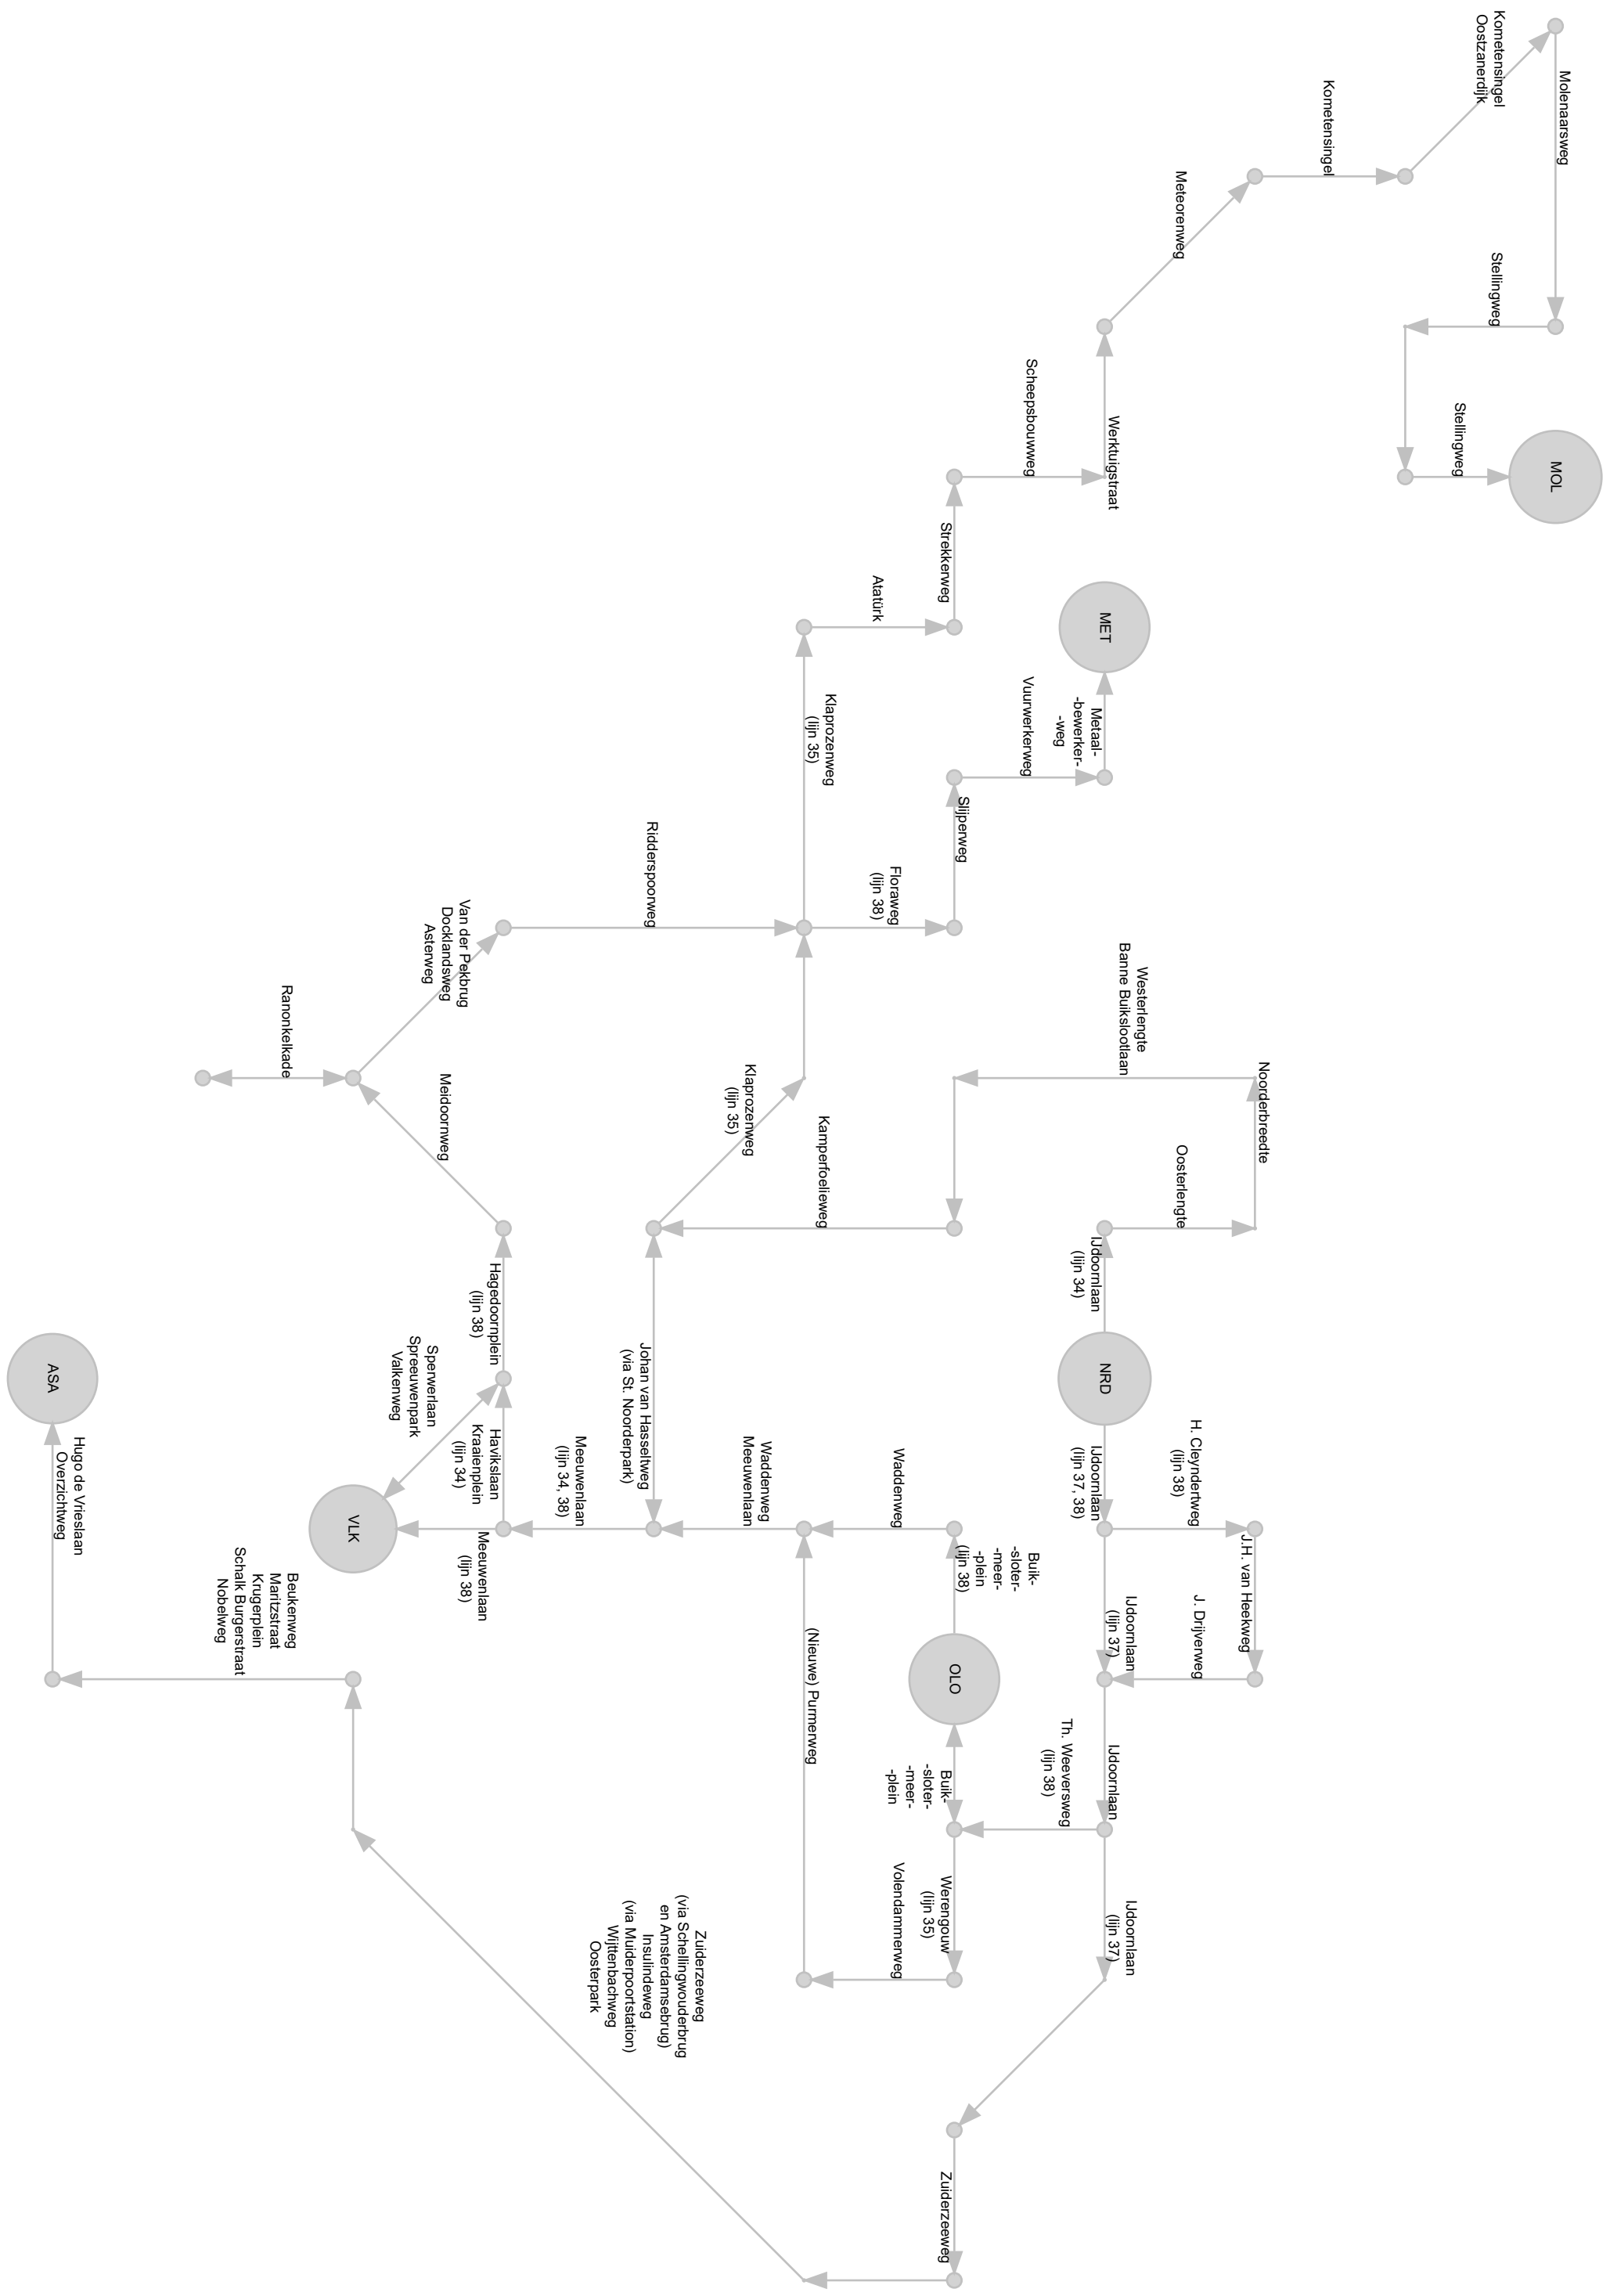 Kometensingel
Oostzanerdijk
Molenaarsweg
Kometensingel
Meteorenweg
Stellingweg
Stellingweg
MOL
Scheepsbouwweg
Werktuigstraat
Strekkerweg
Atatürk
MET
Metaal-
-bewerker-
-weg
Vuurwerkerweg
Klaprozenweg
(lijn 35)
Slijperweg
Floraweg
(lijn 38)
Ridderspoorweg
Van der Pekbrug
Docklandsweg
Asterweg
Ranonkelkade
Meidoornweg
Klaprozenweg
(lijn 35)
Kamperfoelieweg
Westerlengte
Banne Buikslootlaan
Noorderbreedte
Oosterlengte
IJdoornlaan
(lijn 34)
NRD
IJdoornlaan
(lijn 37, 38)
H. Cleyndertweg
(lijn 38)
J.H. van Heekweg
J. Drijverweg
IJdoornlaan
(lijn 37)
IJdoornlaan
Th. Weeversweg
(lijn 38)
IJdoornlaan
(lijn 37)
Buik-
-sloter-
-meer-
-plein
(lijn 38)
OLO
Buik-
-sloter-
-meer-
-plein
Werengouw
(lijn 35)
Volendammerweg
(Nieuwe) Purmerweg
Waddenweg
Waddenweg
Meeuwenlaan
Johan van Hasseltweg
(via St. Noorderpark)
Meeuwenlaan
(lijn 34, 38)
Hagedoornplein
(lijn 38)
Sperwerlaan
Spreeuwenpark
Valkenweg
Havikslaan
Kraaienplein
(lijn 34)
Meeuwenlaan
(lijn 38)
VLK
ASA
Hugo de Vrieslan
Overzichtweg
Beukenweg
Maritzstraat
Krugerplein
Schalk Burgerstraat
Nobelweg
Zuiderzeeweg
(via Schellingwouderbrug
en Amsterdamsebrug)
Insulindeweg
(via Muiderpoortstation)
Wijttenbachweg
Oosterpark
Zuiderzeeweg